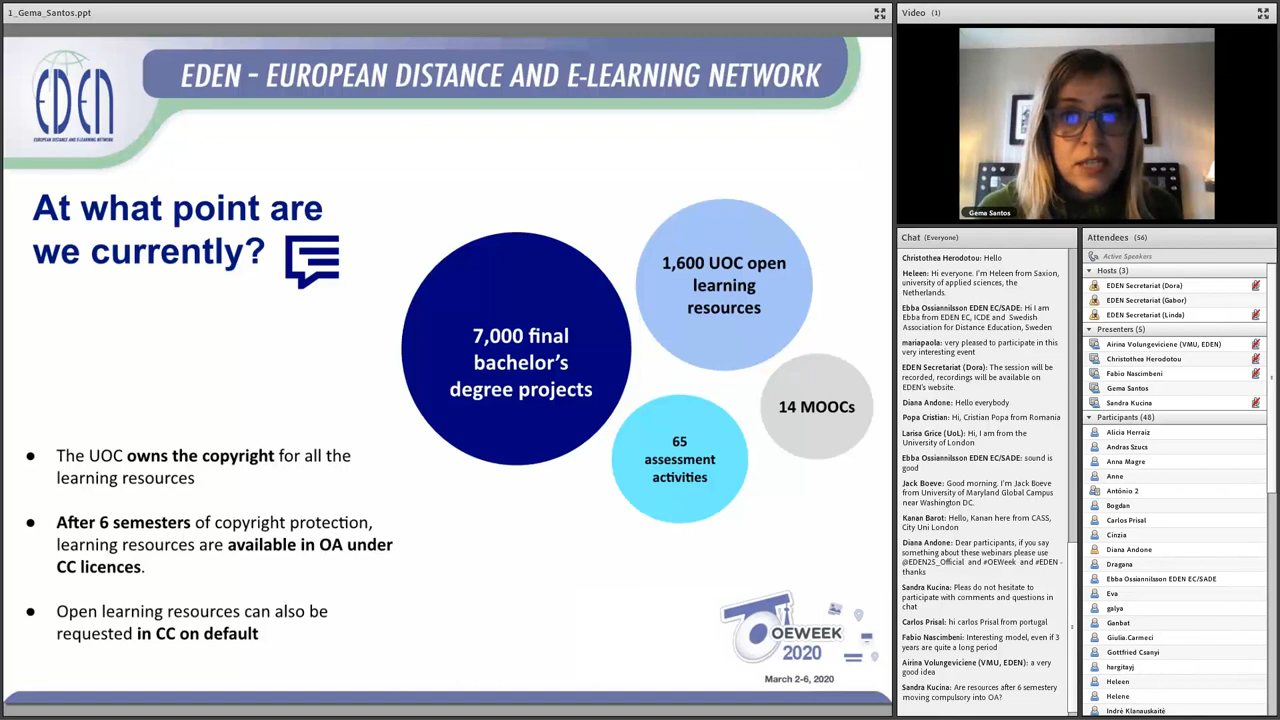 1_Gema_Santos.ppt
EDEN - EUROPEAN DISTANCE AND E-LEARNING NETWORK
EDEN
EUROPEAN DISTANCE AND E-LEARNING NETWORK
At what point are
we currently?
7,000 final
bachelor's
degree projects
1,600 UOC open
learning
resources
14 MOOCs
65
assessment
activities
● The UOC owns the copyright for all the
learning resources
● After 6 semesters of copyright protection,
learning resources are available in OA under
CC licences.
● Open learning resources can also be
requested in CC on default
OEWEEK
2020
March 2-6, 2020
Video (1)
Gema Santos
Chat (Everyone)
Christothea Herodotou: Hello
Heleen: Hi everyone. I'm Heleen from Saxion,
university of applied sciences, the
Netherlands.
Ebba Ossiannilsson EDEN EC/SADE: Hi I am
Ebba from EDEN EC, ICDE and Swedish
Association for Distance Education, Sweden
mariapaola: very pleased to participate in this
very interesting event
EDEN Secretariat (Dora): The session will be
recorded, recordings will be available on
EDEN's website.
Diana Andone: Hello everybody
Popa Cristian: Hi, Cristian Popa from Romania
Larisa Grice (UoL): Hi, I am from the
University of London
Ebba Ossiannilsson EDEN EC/SADE: sound is
good
Jack Boeve: Good morning. I'm Jack Boeve
from University of Maryland Global Campus
near Washington DC.
Kanan Barot: Hello, Kanan here from CASS,
City Uni London
Diana Andone: Dear participants, if you say
something about these webinars please use
@EDEN25_Official and #OEWeek and #EDEN -
thanks
Sandra Kucina: Pleas do not hesitate to
participate with comments and questions in
chat
Carlos Prisal: hi carlos Prisal from portugal
Fabio Nascimbeni: Interesting model, even if 3
years are quite a long period
Airina Volungeviciene (VMU, EDEN): a very
good idea
Sandra Kucina: Are resources after 6 semestery
moving compulsory into OA?
Attendees (56)
Active Speakers
Hosts (3)
EDEN Secretariat (Dora)
EDEN Secretariat (Gabor)
EDEN Secretariat (Linda)
Presenters (5)
Airina Volungeviciene (VMU, EDEN)
Christothea Herodotou
Fabio Nascimbeni
Gema Santos
Sandra Kucina
Participants (48)
Alicia Herraiz
Andras Szucs
Anna Magre
Anne
António 2
Bogdan
Carlos Prisal
Cinzia
Diana Andone
Dragana
Ebba Ossiannilsson EDEN EC/SADE
Eva
galya
Ganbat
Giulia.Carmeci
Gottfried Csanyi
hargitayj
Heleen
Helene
Indrė Klanauskaitė